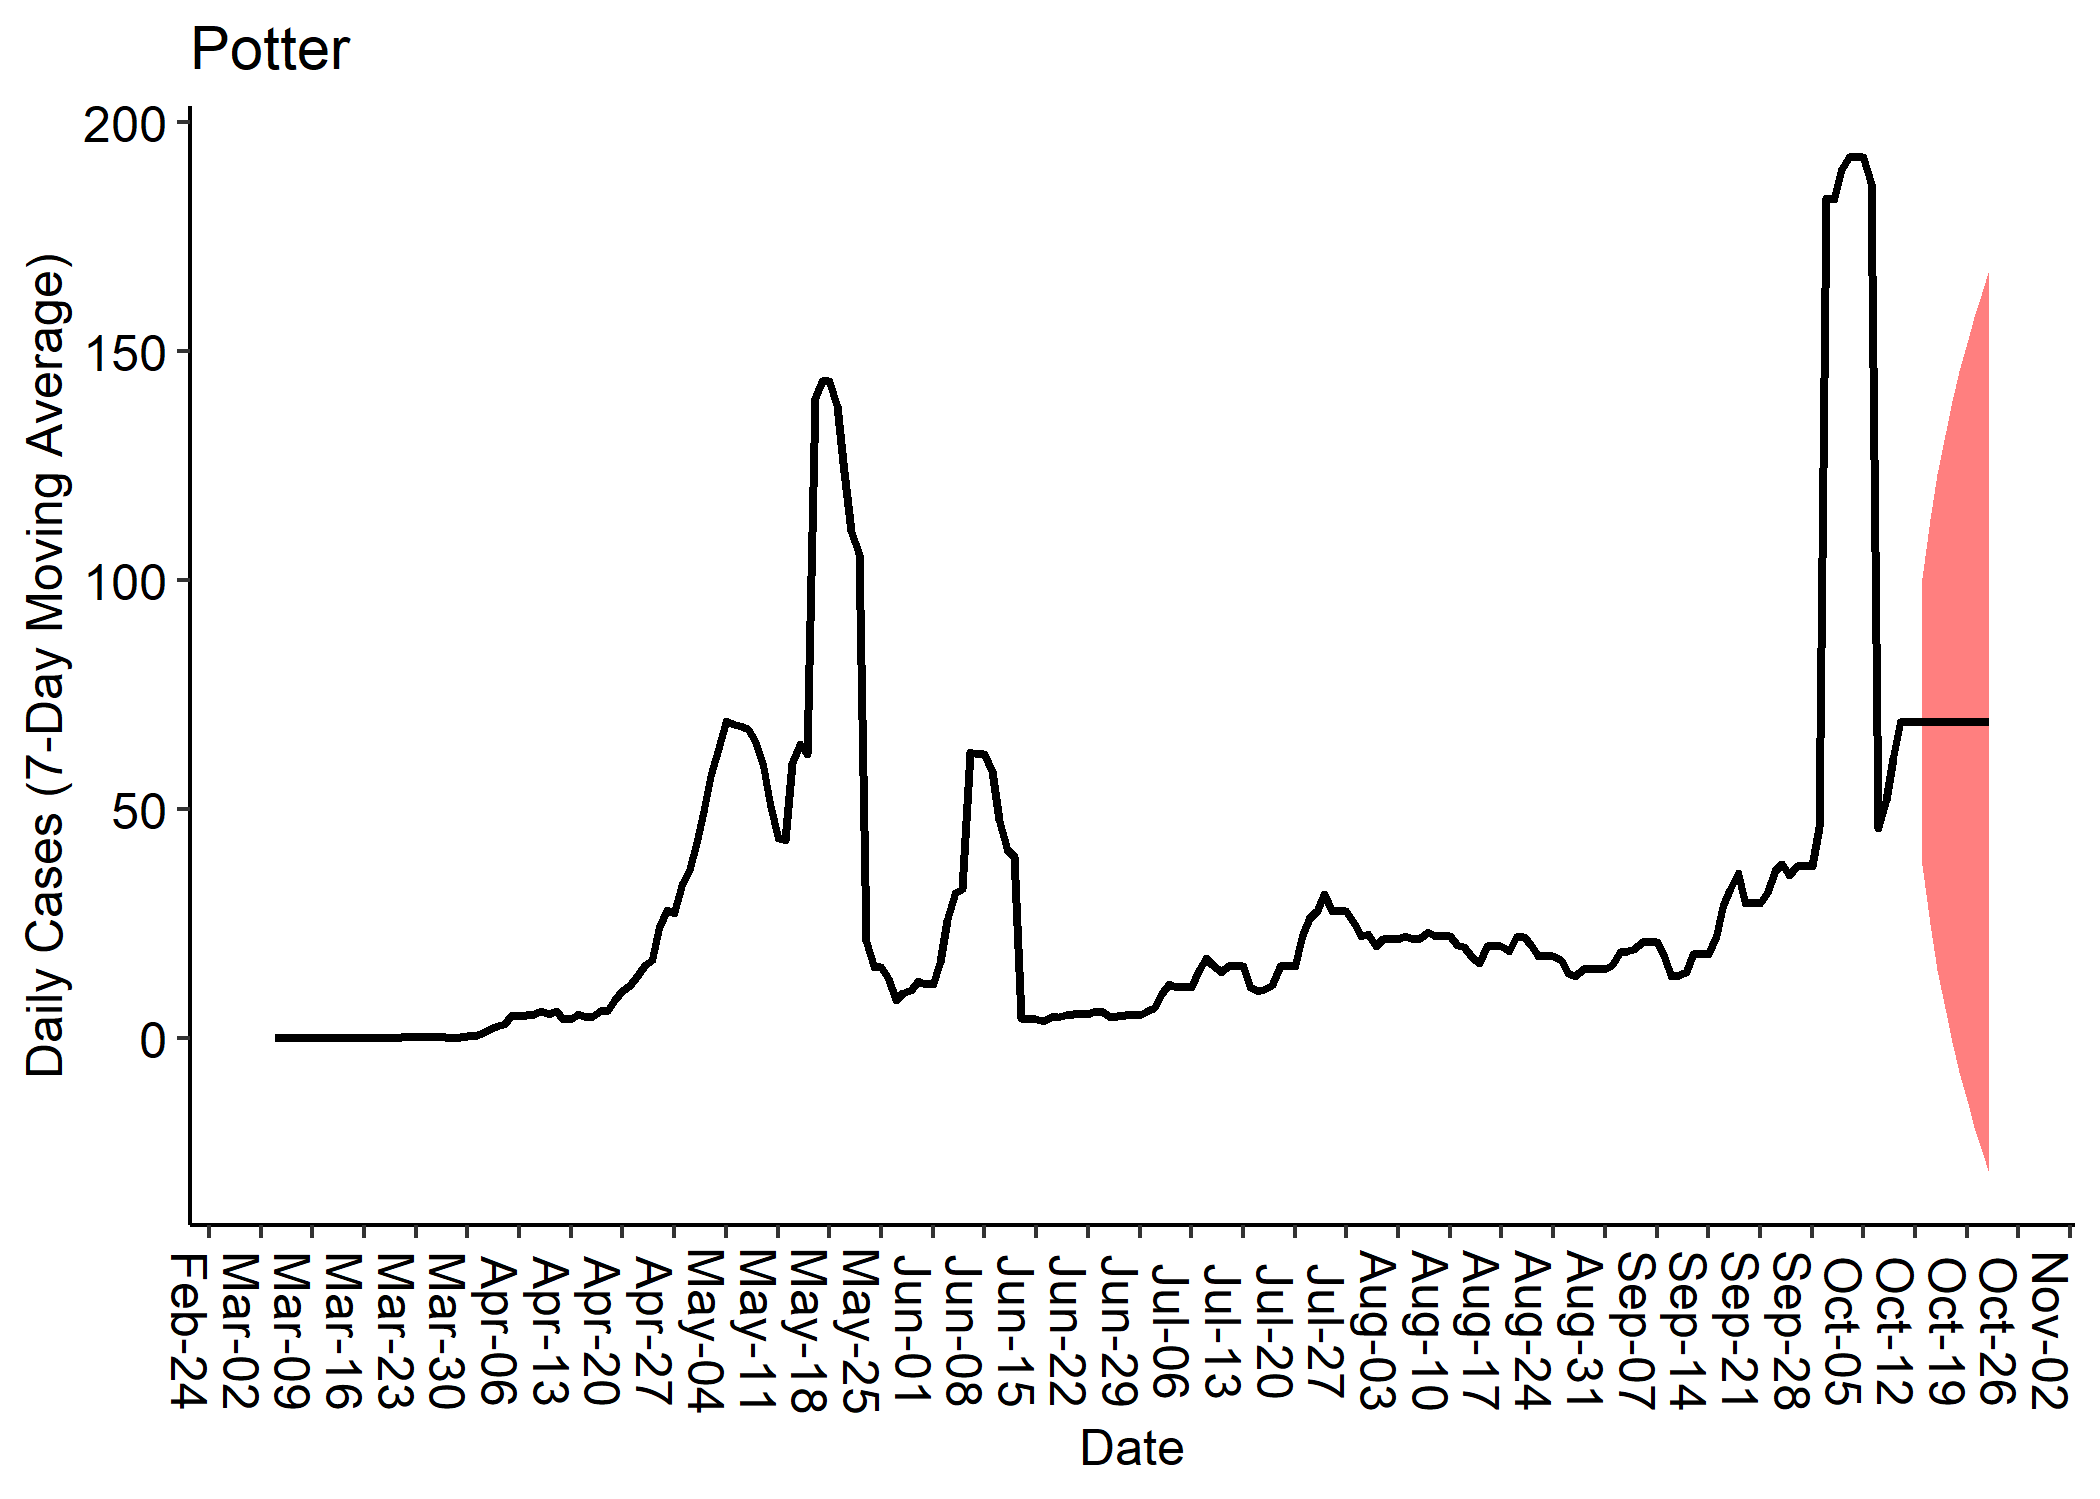 Potter
Daily Cases (7-Day Moving Average)
200
150
100
50
0
Feb-24
Mar-02
Mar-09
Mar-16
Mar-23
Mar-30
Apr-06
Apr-13
Apr-20
Apr-27
May-04
May-11
May-18
May-25
Jun-01
Jun-08
Jun-15
Jun-22
Jun-29
Jul-06
Jul-13
Jul-20
Jul-27
Aug-03
Aug-10
Aug-17
Aug-24
Aug-31
Sep-07
Sep-14
Sep-21
Sep-28
Oct-05
Oct-12
Oct-19
Oct-26
Nov-02
Date